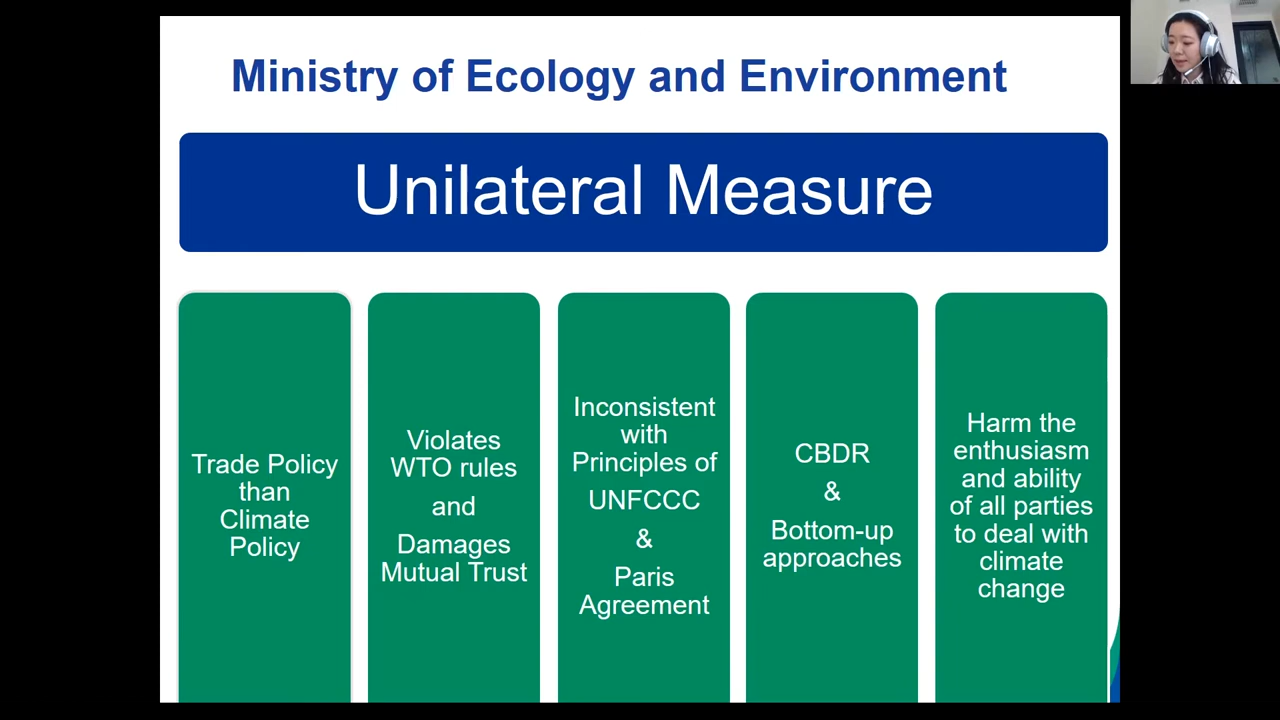 Ministry of Ecology and Environment
Unilateral Measure
Trade Policy
than
Climate
Policy
Violates
WTO rules
and
Damages
Mutual Trust
Inconsistent
with
Principles of
UNFCCC
&
Paris
Agreement
CBDR
&
Bottom-up
approaches
Harm the
enthusiasm
and ability
of all parties
to deal with
climate
change